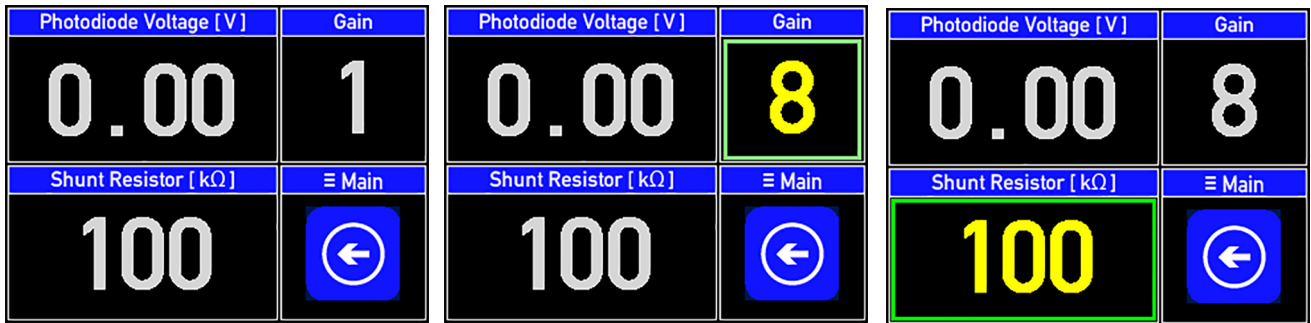 Photodiode Voltage [ V ] Gain
0.00 1
Shunt Resistor [ kΩ ] ≡ Main
100
Photodiode Voltage [ V ] Gain
0.00 8
Shunt Resistor [ kΩ ] ≡ Main
100
Photodiode Voltage [ V ] Gain
0.00 8
Shunt Resistor [ kΩ ] ≡ Main
100